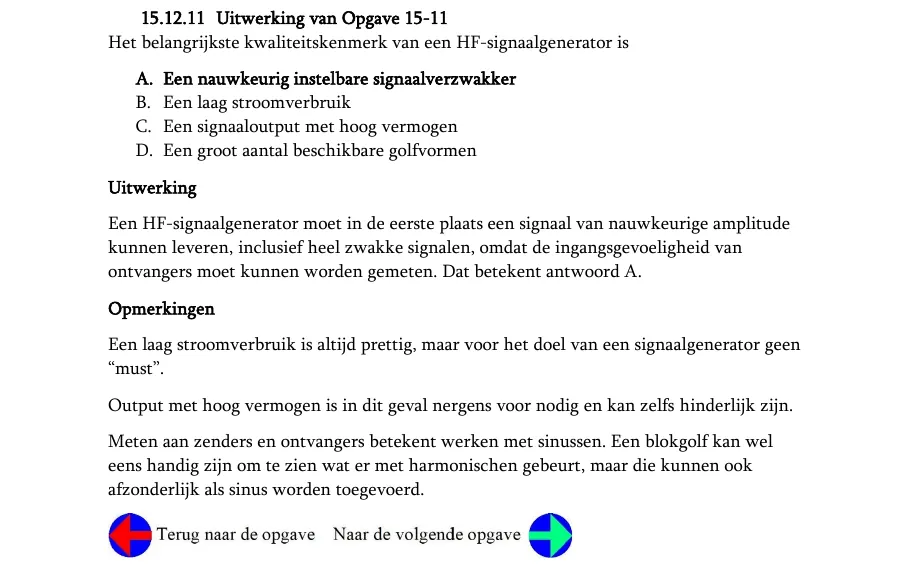 15.12.11 Uitwerking van Opgave 15-11
Het belangrijkste kwaliteitskenmerk van een HF-signaalgenerator is
A. Een nauwkeurig instelbare signaalverzwakker
B. Een laag stroomverbruik
C. Een signaaloutput met hoog vermogen
D. Een groot aantal beschikbare golfvormen
Uitwerking
Een HF-signaalgenerator moet in de eerste plaats een signaal van nauwkeurige amplitude
kunnen leveren, inclusief heel zwakke signalen, omdat de ingangsgevoeligheid van
ontvangers moet kunnen worden gemeten. Dat betekent antwoord A.
Opmerkingen
Een laag stroomverbruik is altijd prettig, maar voor het doel van een signaalgenerator geen
“must”.
Output met hoog vermogen is in dit geval nergens voor nodig en kan zelfs hinderlijk zijn.
Meten aan zenders en ontvangers betekent werken met sinussen. Een blokgolf kan wel
eens handig zijn om te zien wat er met harmonischen gebeurt, maar die kunnen ook
afzonderlijk als sinus worden toegevoerd.
Terug naar de opgave Naar de volgende opgave